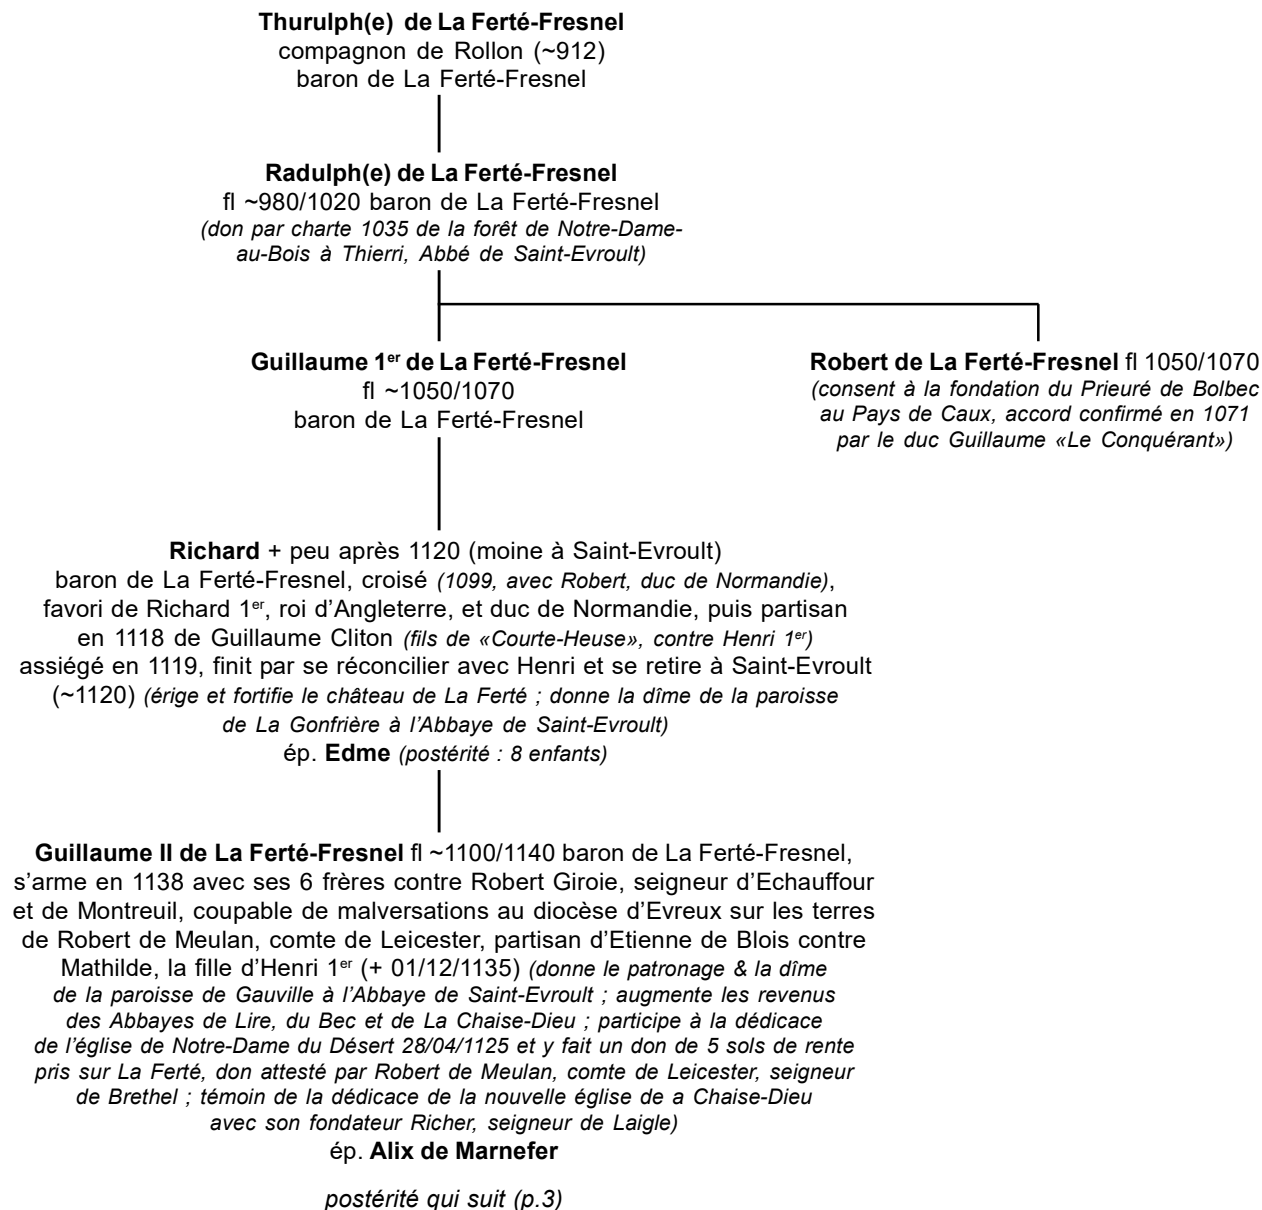 Thurulph(e) de La Ferté-Fresnel
compagnon de Rollon (~912)
baron de La Ferté-Fresnel
Radulph(e) de La Ferté-Fresnel
fl ~980/1020 baron de La Ferté-Fresnel
(don par charte 1035 de la forêt de Notre-Dame-
au-Bois à Thierri, Abbé de Saint-Evroult)
Guillaume 1er de La Ferté-Fresnel
fl ~1050/1070
baron de La Ferté-Fresnel
Robert de La Ferté-Fresnel fl 1050/1070
(consent à la fondation du Prieuré de Bolbec
au Pays de Caux, accord confirmé en 1071
par le duc Guillaume «Le Conquérant»)
Richard + peu après 1120 (moine à Saint-Evroult)
baron de La Ferté-Fresnel, croisé (1099, avec Robert, duc de Normandie),
favori de Richard 1er, roi d'Angleterre, et duc de Normandie, puis partisan
en 1118 de Guillaume Cliton (fils de «Courte-Heuse», contre Henri 1er)
assiégé en 1119, finit par se réconcilier avec Henri et se retire à Saint-Evroult
(~1120) (érige et fortifie le château de La Ferté ; donne la dîme de la paroisse
de La Gonfrière à l'Abbaye de Saint-Evroult)
ép. Edme (postérité : 8 enfants)
Guillaume II de La Ferté-Fresnel fl ~1100/1140 baron de La Ferté-Fresnel,
s'arme en 1138 avec ses 6 frères contre Robert Giroie, seigneur d'Echauffour
et de Montreuil, coupable de malversations au diocèse d'Evreux sur les terres
de Robert de Meulan, comte de Leicester, partisan d'Etienne de Blois contre
Mathilde, la fille d'Henri 1er (+ 01/12/1135) (donne le patronage & la dîme
de la paroisse de Gauville à l'Abbaye de Saint-Evroult ; augmente les revenus
des Abbayes de Lire, du Bec et de La Chaise-Dieu ; participe à la dédicace
de l'église de Notre-Dame du Désert 28/04/1125 et y fait un don de 5 sols de rente
pris sur La Ferté, don attesté par Robert de Meulan, comte de Leicester, seigneur
de Brethel ; témoin de la dédicace de la nouvelle église de a Chaise-Dieu
avec son fondateur Richer, seigneur de Laigle)
ép. Alix de Marnefer
postérité qui suit (p.3)